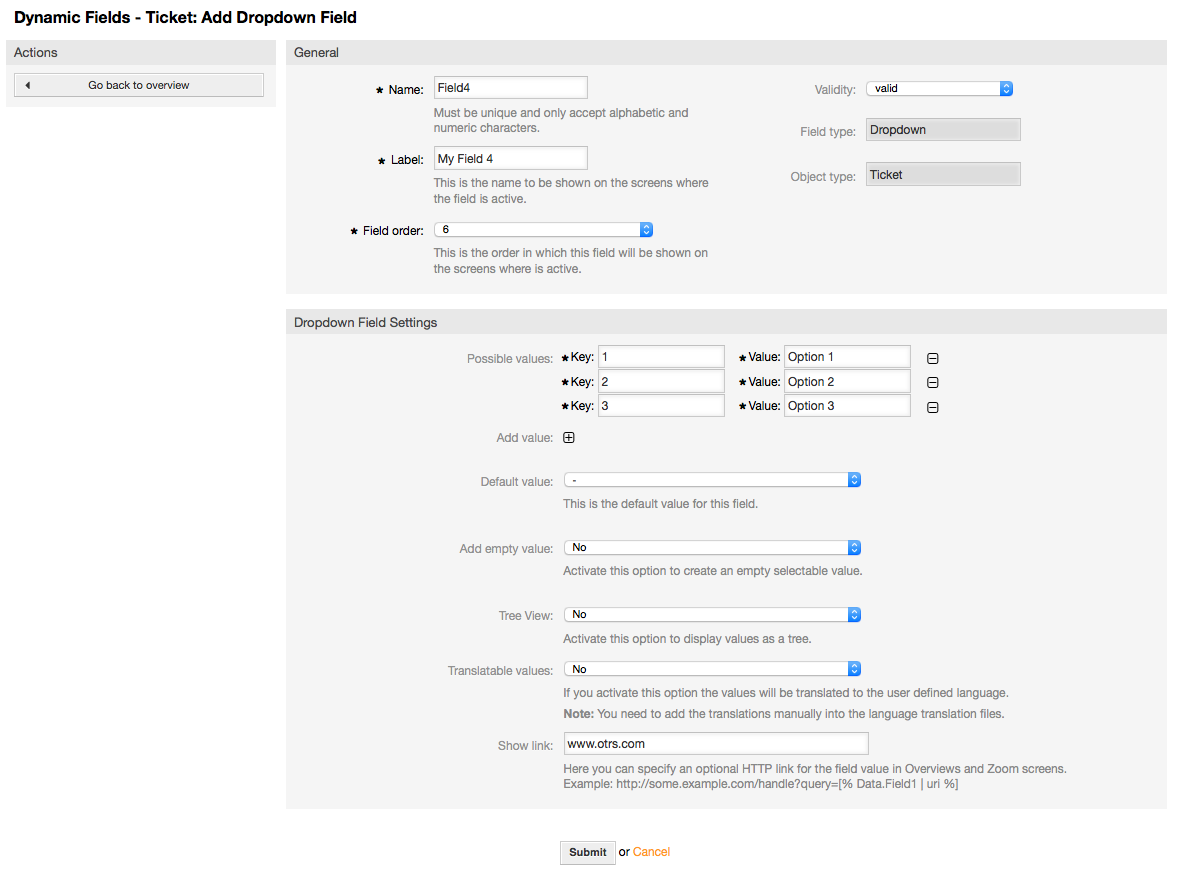 Dynamic Fields - Ticket: Add Dropdown Field
Actions
Go back to overview
General
★ Name: Field4
Must be unique and only accept alphabetic and
numeric characters.
★ Label: My Field 4
This is the name to be shown on the screens where
the field is active.
★ Field order: 6
This is the order in which this field will be shown on
the screens where is active.
Validity: valid
Field type: Dropdown
Object type: Ticket
Dropdown Field Settings
Possible values: ★ Key: 1 ★ Value: Option 1
★ Key: 2 ★ Value: Option 2
★ Key: 3 ★ Value: Option 3
Add value:
Default value: -
This is the default value for this field.
Add empty value: No
Activate this option to create an empty selectable value.
Tree View: No
Activate this option to display values as a tree.
Translatable values: No
If you activate this option the values will be translated to the user defined language.
Note: You need to add the translations manually into the language translation files.
Show link: www.otrs.com
Here you can specify an optional HTTP link for the field value in Overviews and Zoom screens.
Example: http://some.example.com/handle?query=[% Data.Field1 | uri %]
Submit or Cancel